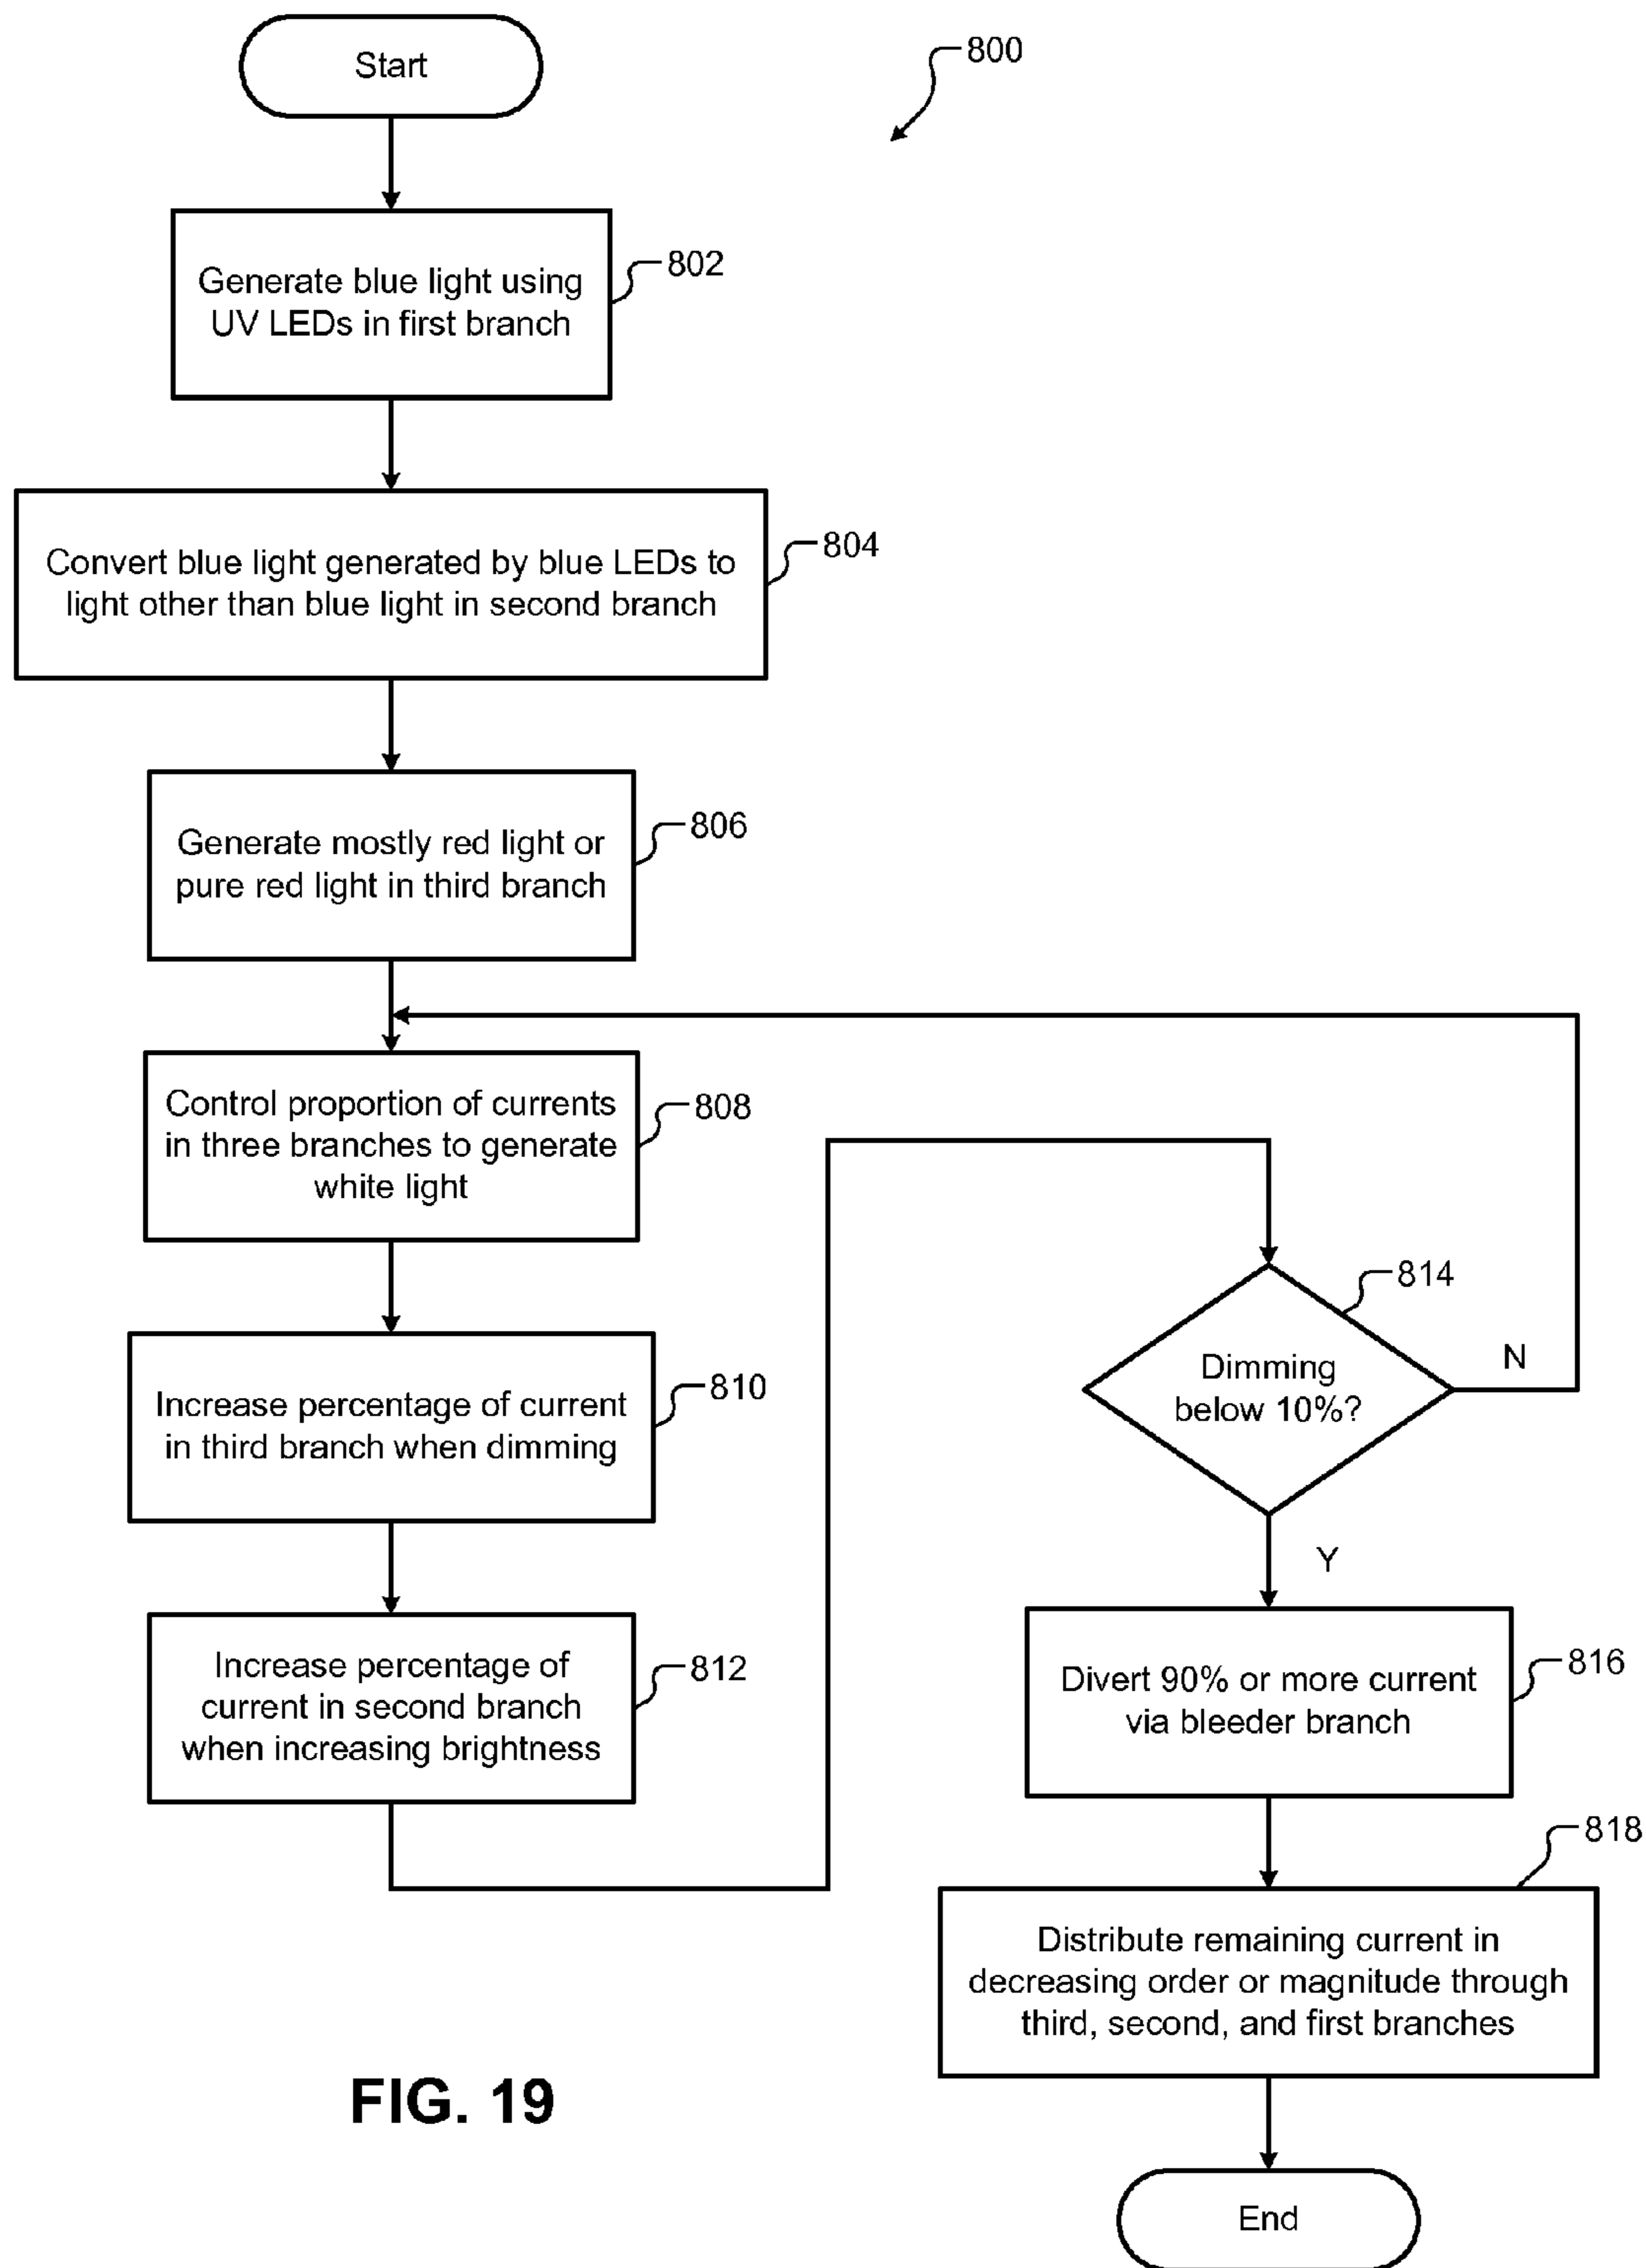 Start
800
Generate blue light using
UV LEDs in first branch
802
Convert blue light generated by blue LEDs to
light other than blue light in second branch
804
Generate mostly red light or
pure red light in third branch
806
Control proportion of currents
in three branches to generate
white light
808
Increase percentage of current
in third branch when dimming
810
Increase percentage of
current in second branch
when increasing brightness
812
Dimming
below 10%?
814
N
Y
Divert 90% or more current
via bleeder branch
816
Distribute remaining current in
decreasing order or magnitude through
third, second, and first branches
818
End
FIG. 19